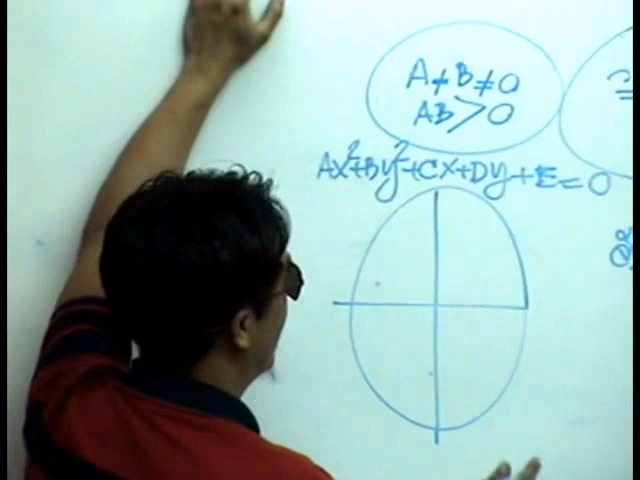 A + B ≠ 0
AB > 0
Ax²+By²+Cx+Dy+E=0